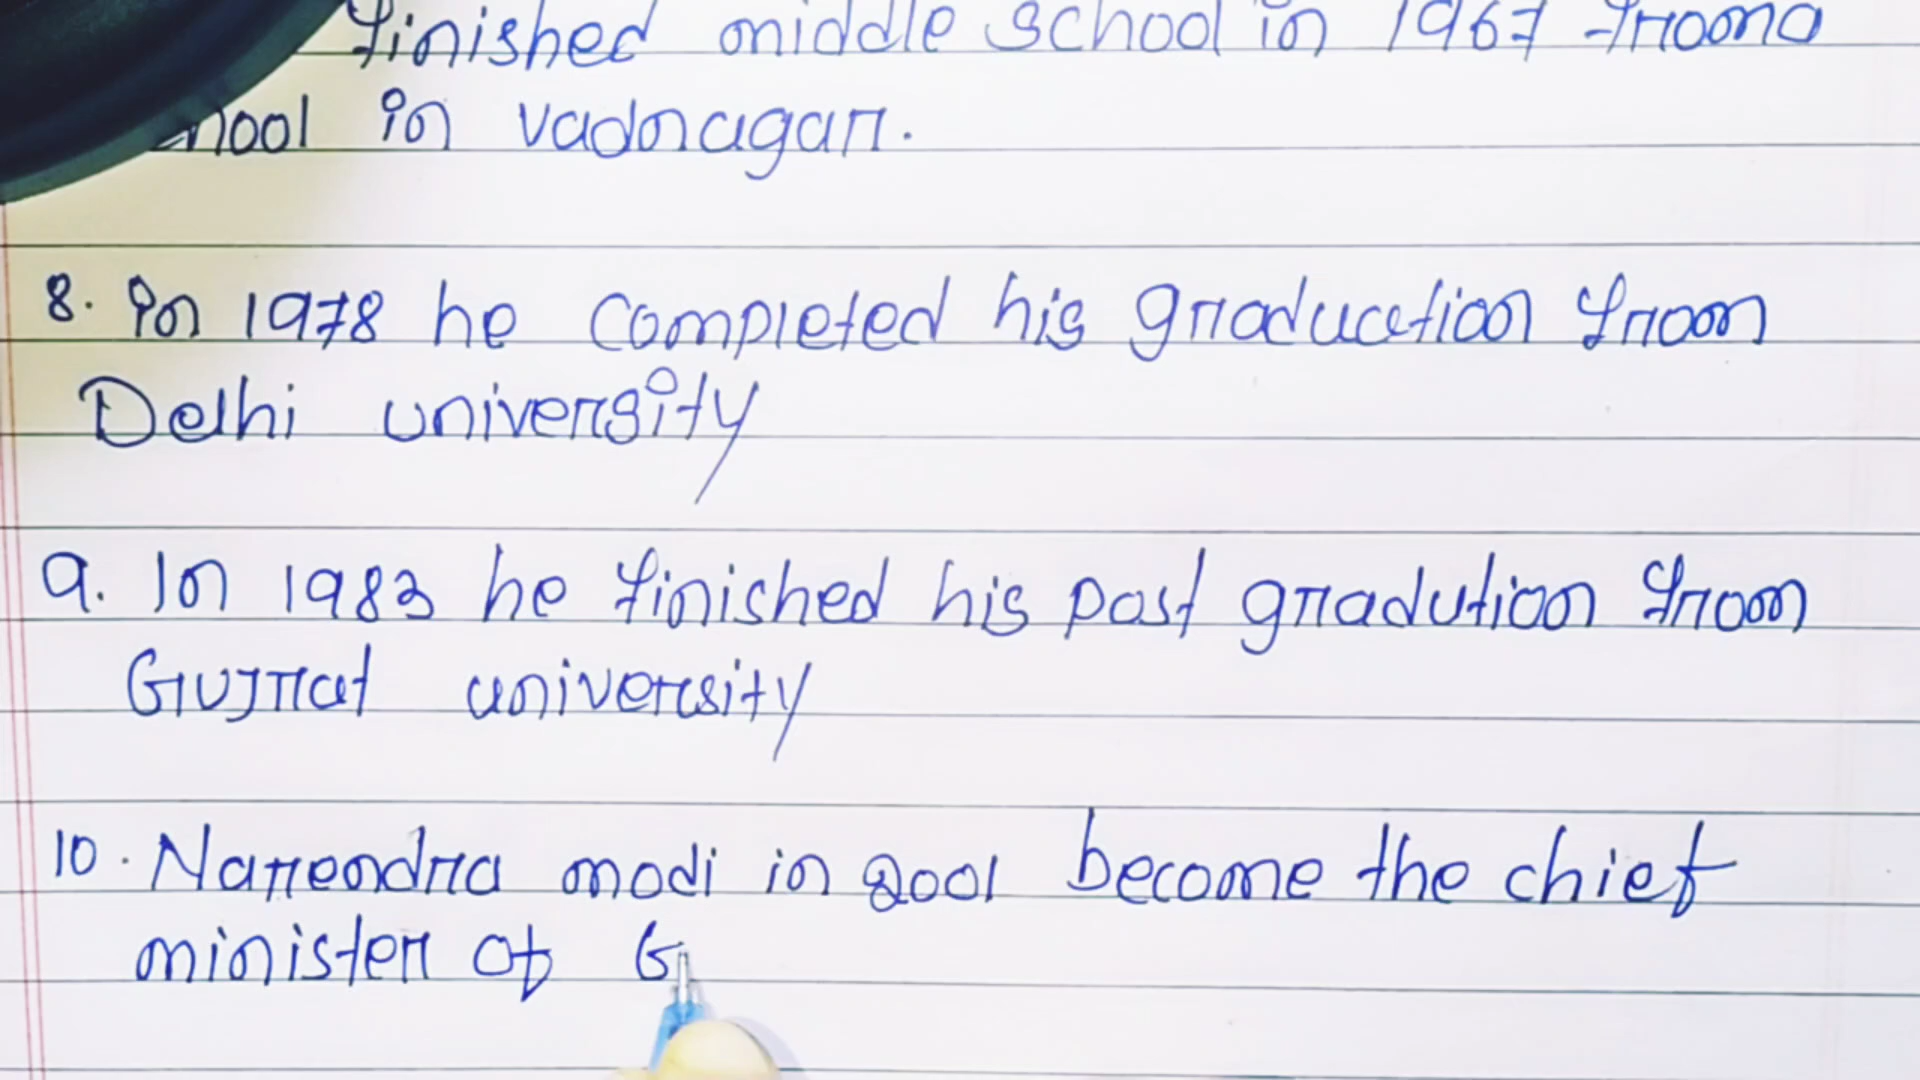 finished middle school in 1967 from a
hool in vadnagar.
8. In 1978 he completed his graducation from
Delhi university
9. In 1983 he finished his post gradution from
Gujrat university
10. Narendra modi in 2001 become the chief
minister of G